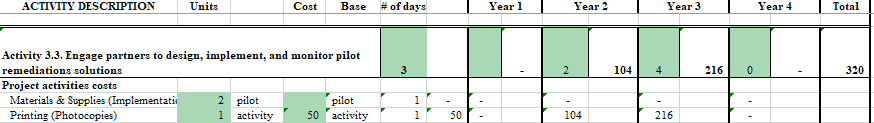 ACTIVITY DESCRIPTION Units Cost Base # of days Year 1 Year 2 Year 3 Year 4 Total
Activity 3.3. Engage partners to design, implement, and monitor pilot
remediations solutions 3 - 2 104 4 216 0 - 320
Project activities costs
Materials & Supplies (Implementatio 2 pilot pilot 1 - - - - -
Printing (Photocopies) 1 activity 50 activity 1 50 - 104 216 -